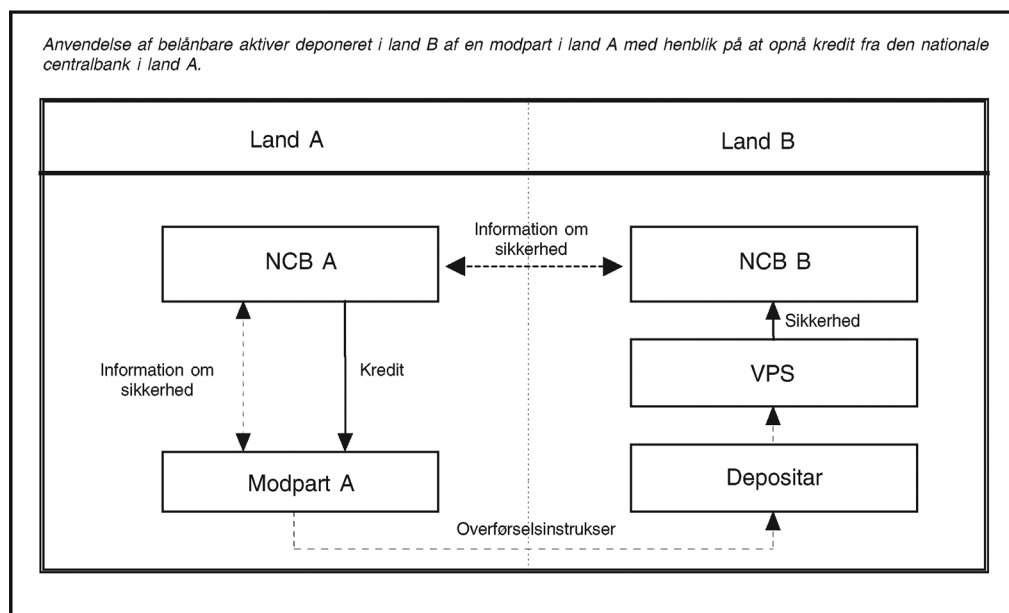 Anvendelse af belånbare aktiver deponeret i land B af en modpart i land A med henblik på at opnå kredit fra den nationale
centralbank i land A.
Land A
Land B
Information om
sikkerhed
NCB A
NCB B
Sikkerhed
Information om
sikkerhed
Kredit
VPS
Modpart A
Depositar
Overførselsinstrukser